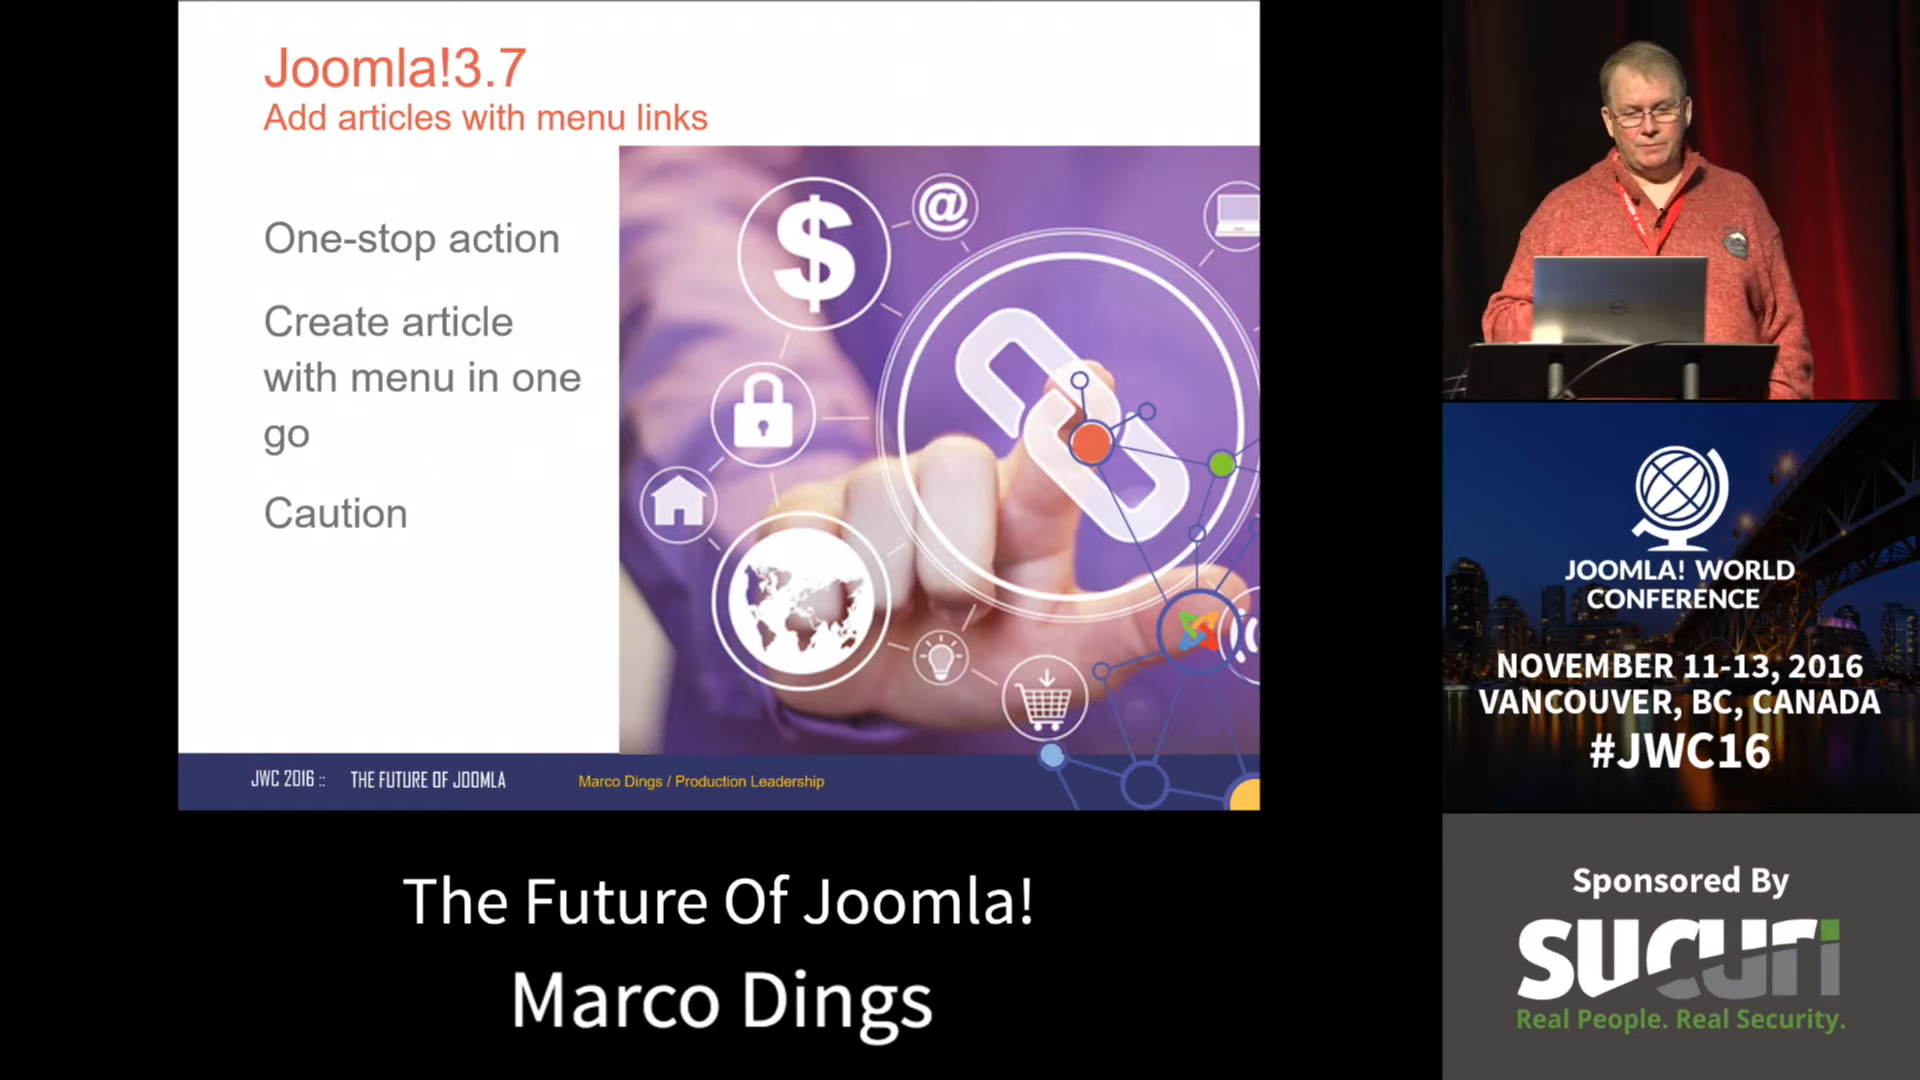 Joomla!3.7
Add articles with menu links
One-stop action
Create article
with menu in one
go
Caution
$
@
JWC 2016 :: THE FUTURE OF JOOMLA Marco Dings / Production Leadership
The Future Of Joomla!
Marco Dings
JOOMLA! WORLD
CONFERENCE
NOVEMBER 11-13, 2016
VANCOUVER, BC, CANADA
#JWC16
Sponsored By
sucuri
Real People. Real Security.